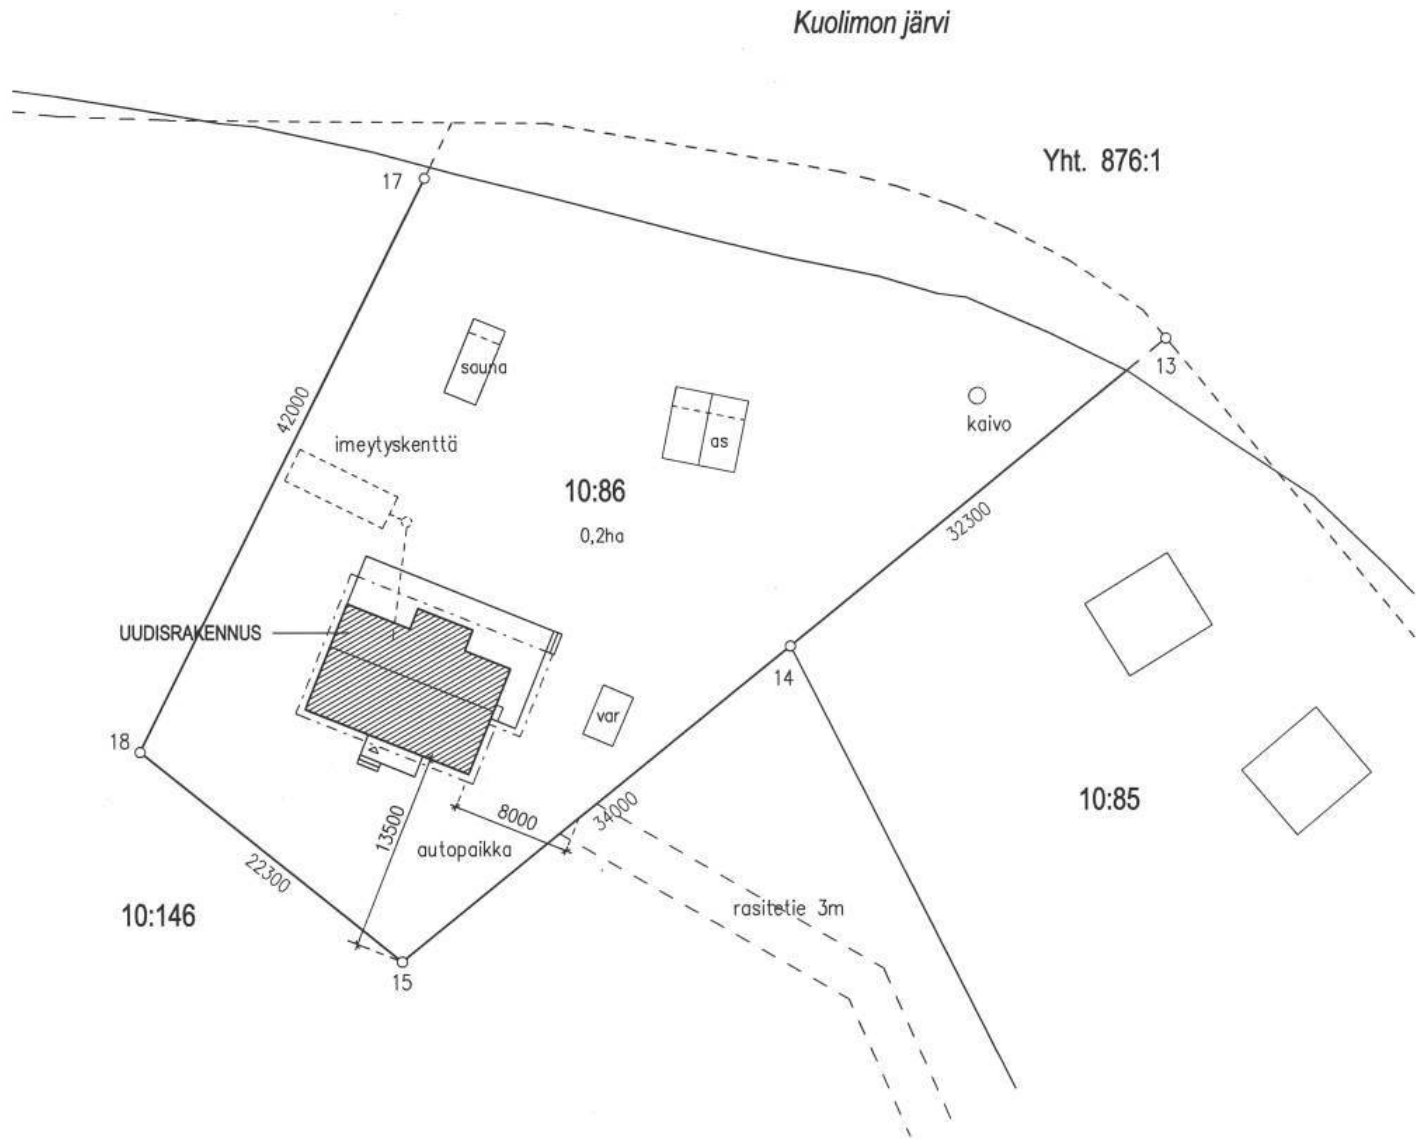 Kuolimon järvi
Yht. 876:1
17
13
sauna
42000
kaivo
as
imeytyskenttä
10:86
32300
0,2ha
UUDISRAKENNUS
14
var
18
10:85
34000
8000
13500
autopaikka
22300
rasitetie 3m
10:146
15